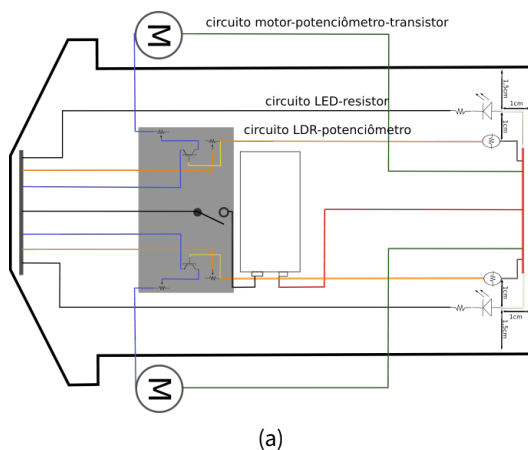 M
circuito motor-potenciômetro-transistor
1.5cm
circuito LED-resistor
1cm
1cm
circuito LDR-potenciômetro
1cm
1cm
1.5cm
M
(a)